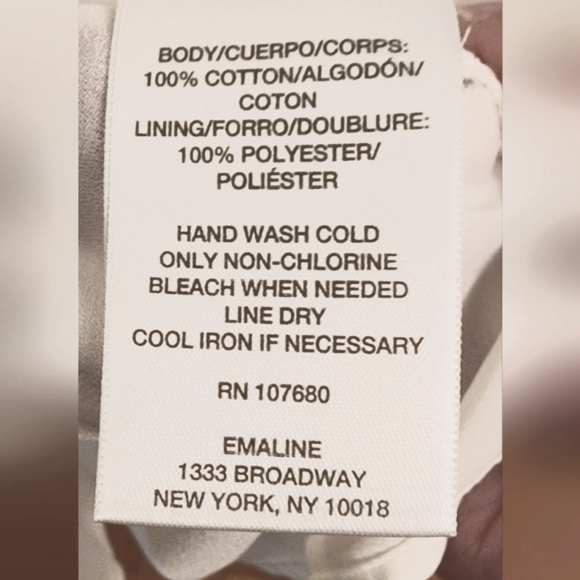 BODY/CUERPO/CORPS:
100% COTTON/ALGODÓN/
COTON
LINING/FORRO/DOUBLURE:
100% POLYESTER/
POLIÉSTER
HAND WASH COLD
ONLY NON-CHLORINE
BLEACH WHEN NEEDED
LINE DRY
COOL IRON IF NECESSARY
RN 107680
EMALINE
1333 BROADWAY
NEW YORK, NY 10018